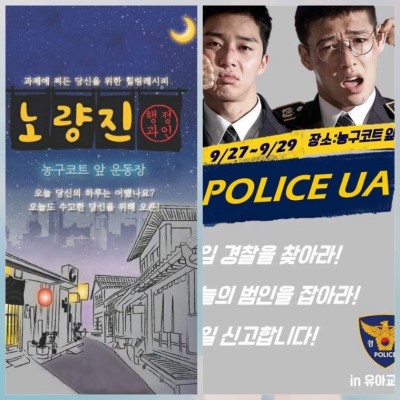 과제에 찌든 당신을 위한 힐링레시피
노량진
행정
과인
농구코트 앞 운동장
오늘 당신의 하루는 어땠나요?
오늘도 수고한 당신을 위해 오픈!
9/27~9/29 장소:농구코트 앞
POLICE UA
입 경찰을 찾아라!
늘의 범인을 잡아라!
일 신고합니다!
경
POLICE
in 유아교